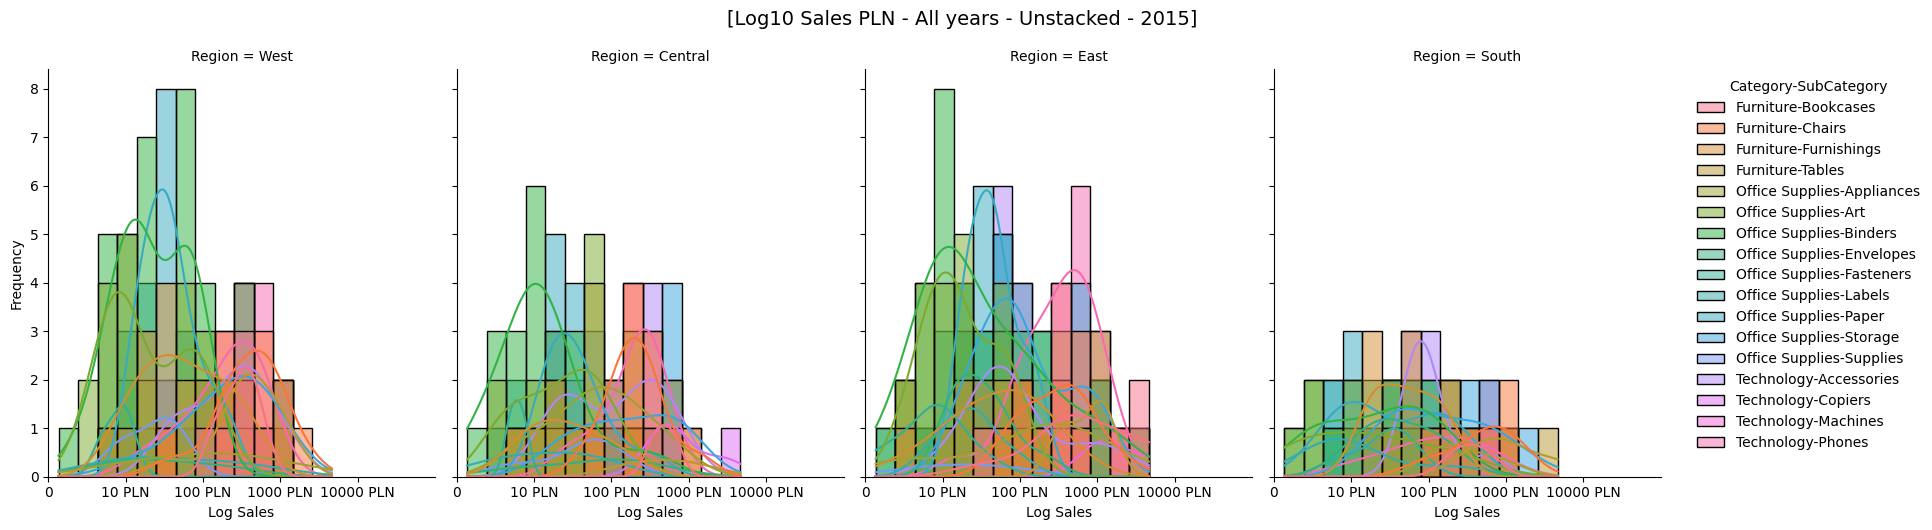 [Log10 Sales PLN - All years - Unstacked - 2015]
Region = West
Region = Central
Region = East
Region = South
Frequency
8
7
6
5
4
3
2
1
0
0 10 PLN 100 PLN 1000 PLN 10000 PLN
0 10 PLN 100 PLN 1000 PLN 10000 PLN
0 10 PLN 100 PLN 1000 PLN 10000 PLN
0 10 PLN 100 PLN 1000 PLN 10000 PLN
Log Sales
Log Sales
Log Sales
Log Sales
Category-SubCategory
Furniture-Bookcases
Furniture-Chairs
Furniture-Furnishings
Furniture-Tables
Office Supplies-Appliances
Office Supplies-Art
Office Supplies-Binders
Office Supplies-Envelopes
Office Supplies-Fasteners
Office Supplies-Labels
Office Supplies-Paper
Office Supplies-Storage
Office Supplies-Supplies
Technology-Accessories
Technology-Copiers
Technology-Machines
Technology-Phones